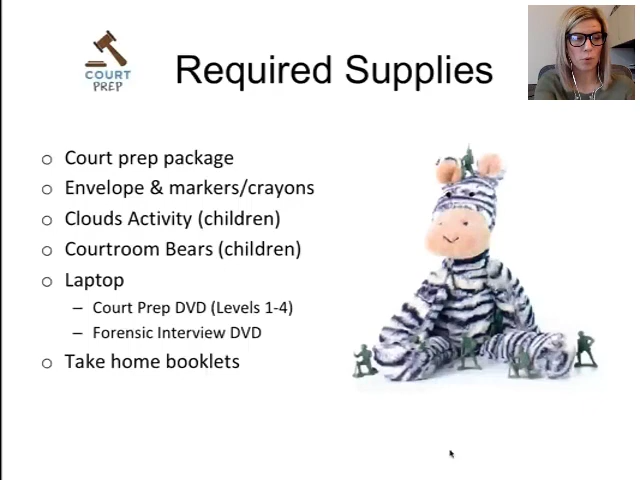 COURT
PREP
Required Supplies
o Court prep package
o Envelope & markers/crayons
o Clouds Activity (children)
o Courtroom Bears (children)
o Laptop
– Court Prep DVD (Levels 1-4)
– Forensic Interview DVD
o Take home booklets